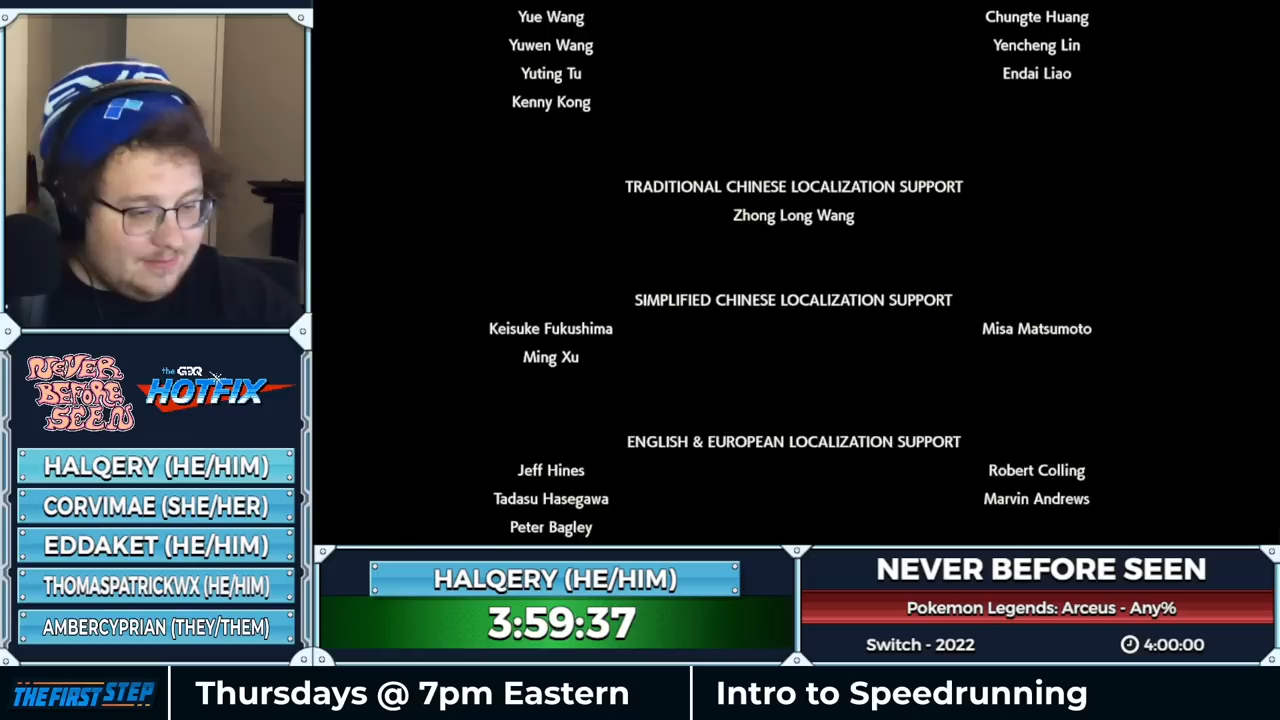 Yue Wang
Chungte Huang
Yuwen Wang
Yencheng Lin
Yuting Tu
Endai Liao
Kenny Kong
TRADITIONAL CHINESE LOCALIZATION SUPPORT
Zhong Long Wang
SIMPLIFIED CHINESE LOCALIZATION SUPPORT
Keisuke Fukushima
Misa Matsumoto
Ming Xu
ENGLISH & EUROPEAN LOCALIZATION SUPPORT
Jeff Hines
Robert Colling
Tadasu Hasegawa
Marvin Andrews
Peter Bagley
NEVER
BEFORE
SEEN
the GDQ
HOTFIX
HALQERY (HE/HIM)
CORVIMAE (SHE/HER)
EDDAKET (HE/HIM)
THOMASPATRICKWX (HE/HIM)
AMBERCYPRIAN (THEY/THEM)
HALQERY (HE/HIM)
3:59:37
NEVER BEFORE SEEN
Pokemon Legends: Arceus - Any%
Switch - 2022
4:00:00
THE FIRST STEP
Thursdays @ 7pm Eastern
Intro to Speedrunning